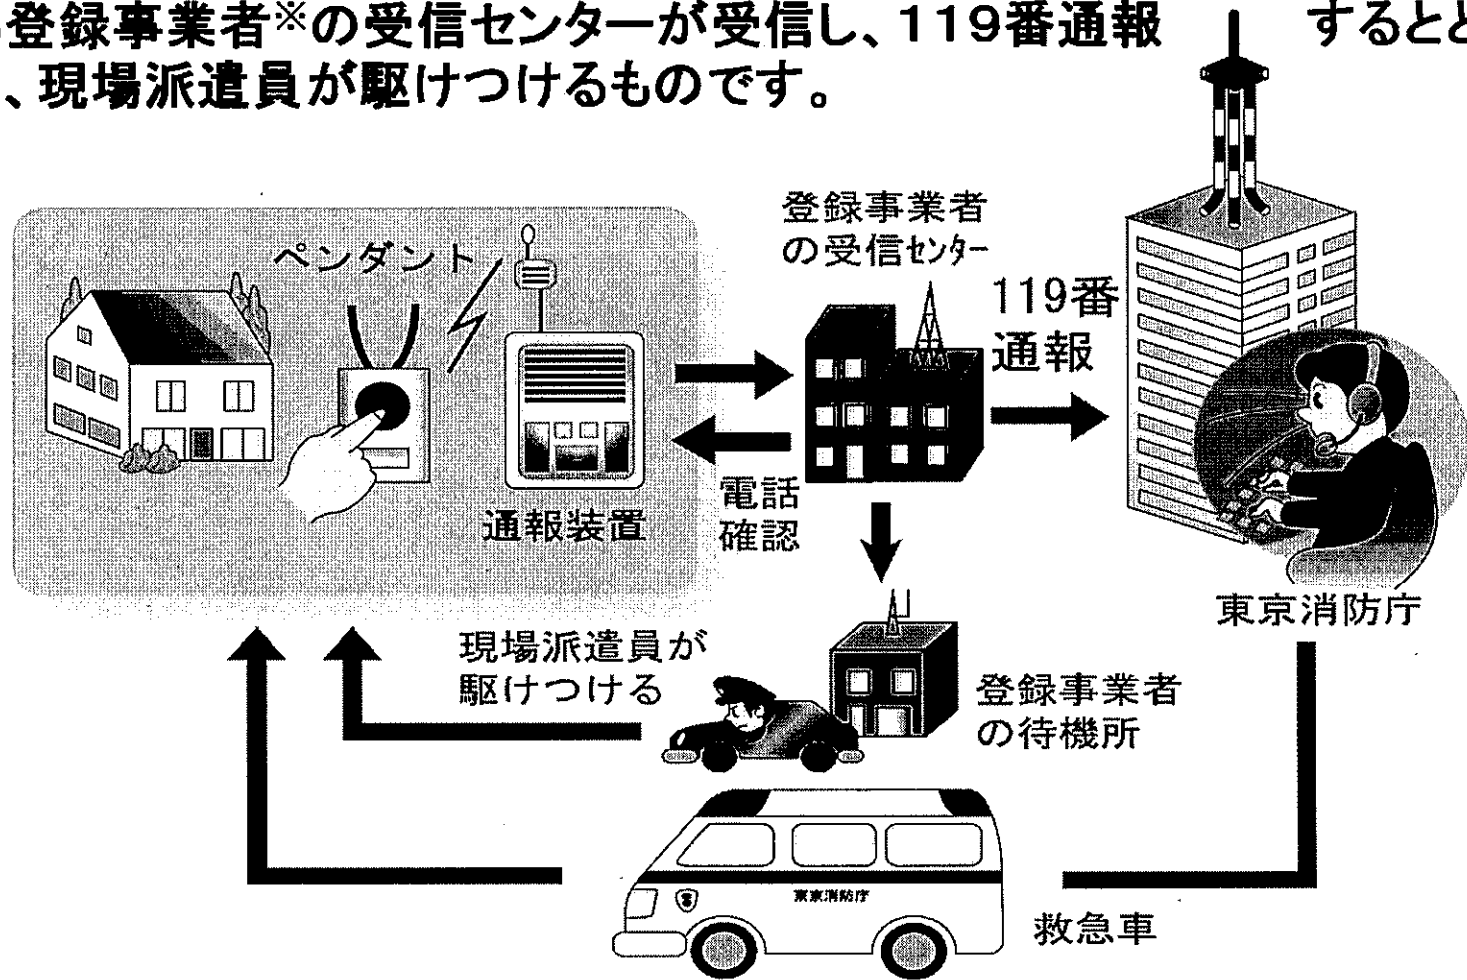 登録事業者※の受信センターが受信し、119番通報 するとと
、現場派遣員が駆けつけるものです。
登録事業者
の受信ｾﾝﾀｰ
ペンダント
119番
通報
通報装置
電話
確認
東京消防庁
現場派遣員が
駆けつける
登録事業者
の待機所
東京消防庁
救急車